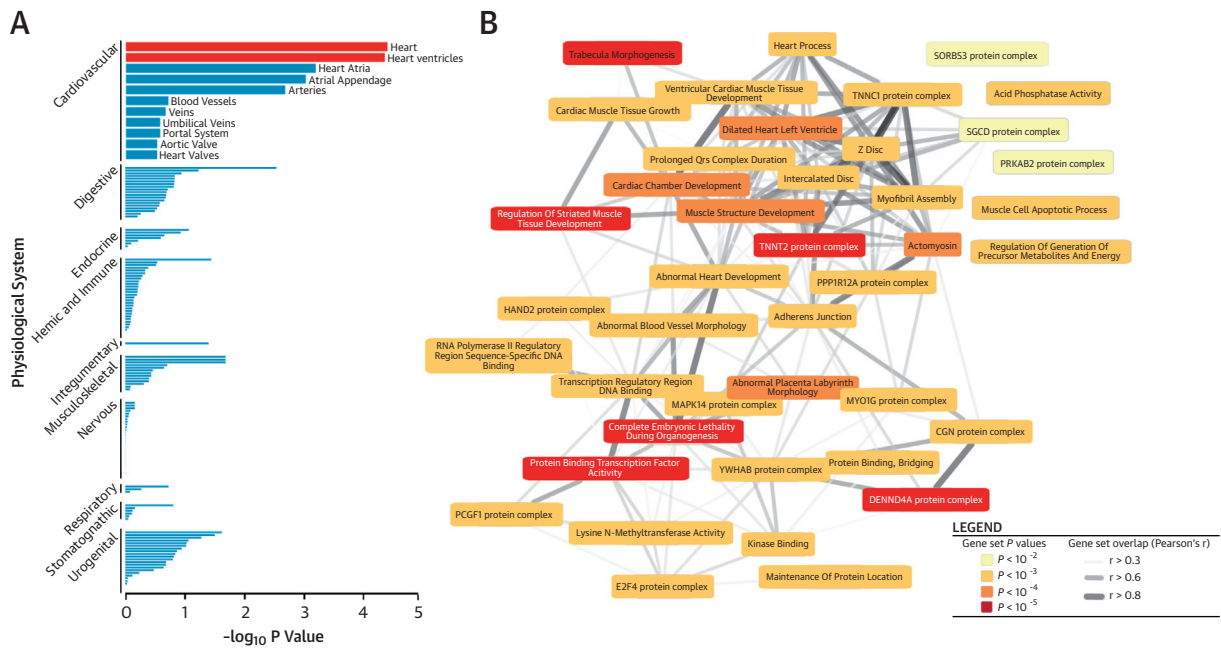 A
Cardiovascular
Heart
Heart ventricles
Heart Atria
Atrial Appendage
Arteries
Blood Vessels
Veins
Umbilical Veins
Portal System
Aortic Valve
Heart Valves
Digestive
Endocrine
Hemic and Immune
Integumentary
Musculoskeletal
Nervous
Respiratory
Stomatognathic
Urogenital
Physiological System
0 1 2 3 4 5
–log10 P Value
B
Heart Process
Trabecula Morphogenesis
SORBS3 protein complex
Ventricular Cardiac Muscle Tissue
Development
TNNC1 protein complex
Acid Phosphatase Activity
Cardiac Muscle Tissue Growth
Dilated Heart Left Ventricle
SGCD protein complex
Z Disc
Prolonged Qrs Complex Duration
PRKAB2 protein complex
Intercalated Disc
Cardiac Chamber Development
Myofibril Assembly
Regulation Of Striated Muscle
Tissue Development
Muscle Structure Development
Muscle Cell Apoptotic Process
TNNT2 protein complex
Actomyosin
Regulation Of Generation Of
Precursor Metabolites And Energy
Abnormal Heart Development
PPP1R12A protein complex
HAND2 protein complex
Abnormal Blood Vessel Morphology
Adherens Junction
RNA Polymerase II Regulatory
Region Sequence-Specific DNA
Binding
Transcription Regulatory Region
DNA Binding
Abnormal Placenta Labyrinth
Morphology
MAPK14 protein complex
MYO1G protein complex
Complete Embryonic Lethality
During Organogenesis
CGN protein complex
Protein Binding Transcription Factor
Acitivity
YWHAB protein complex
Protein Binding, Bridging
DENND4A protein complex
PCGF1 protein complex
Lysine N-Methyltransferase Activity
Kinase Binding
E2F4 protein complex
Maintenance Of Protein Location
LEGEND
Gene set P values
P < 10 -2
P < 10 -3
P < 10 -4
P < 10 -5
Gene set overlap (Pearson's r)
r > 0.3
r > 0.6
r > 0.8